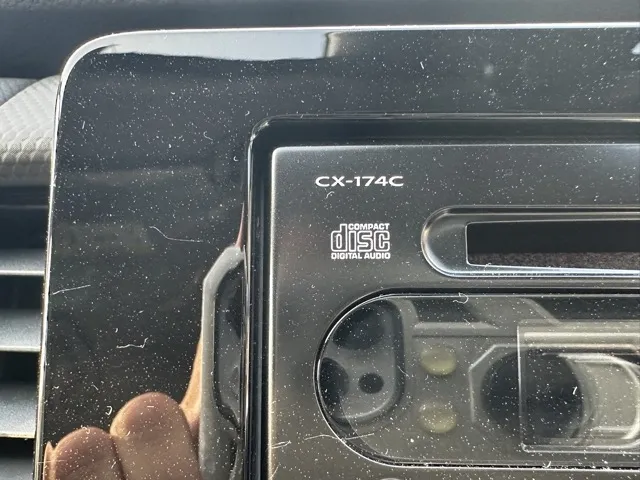 CX-174C
COMPACT
disc
DIGITAL AUDIO